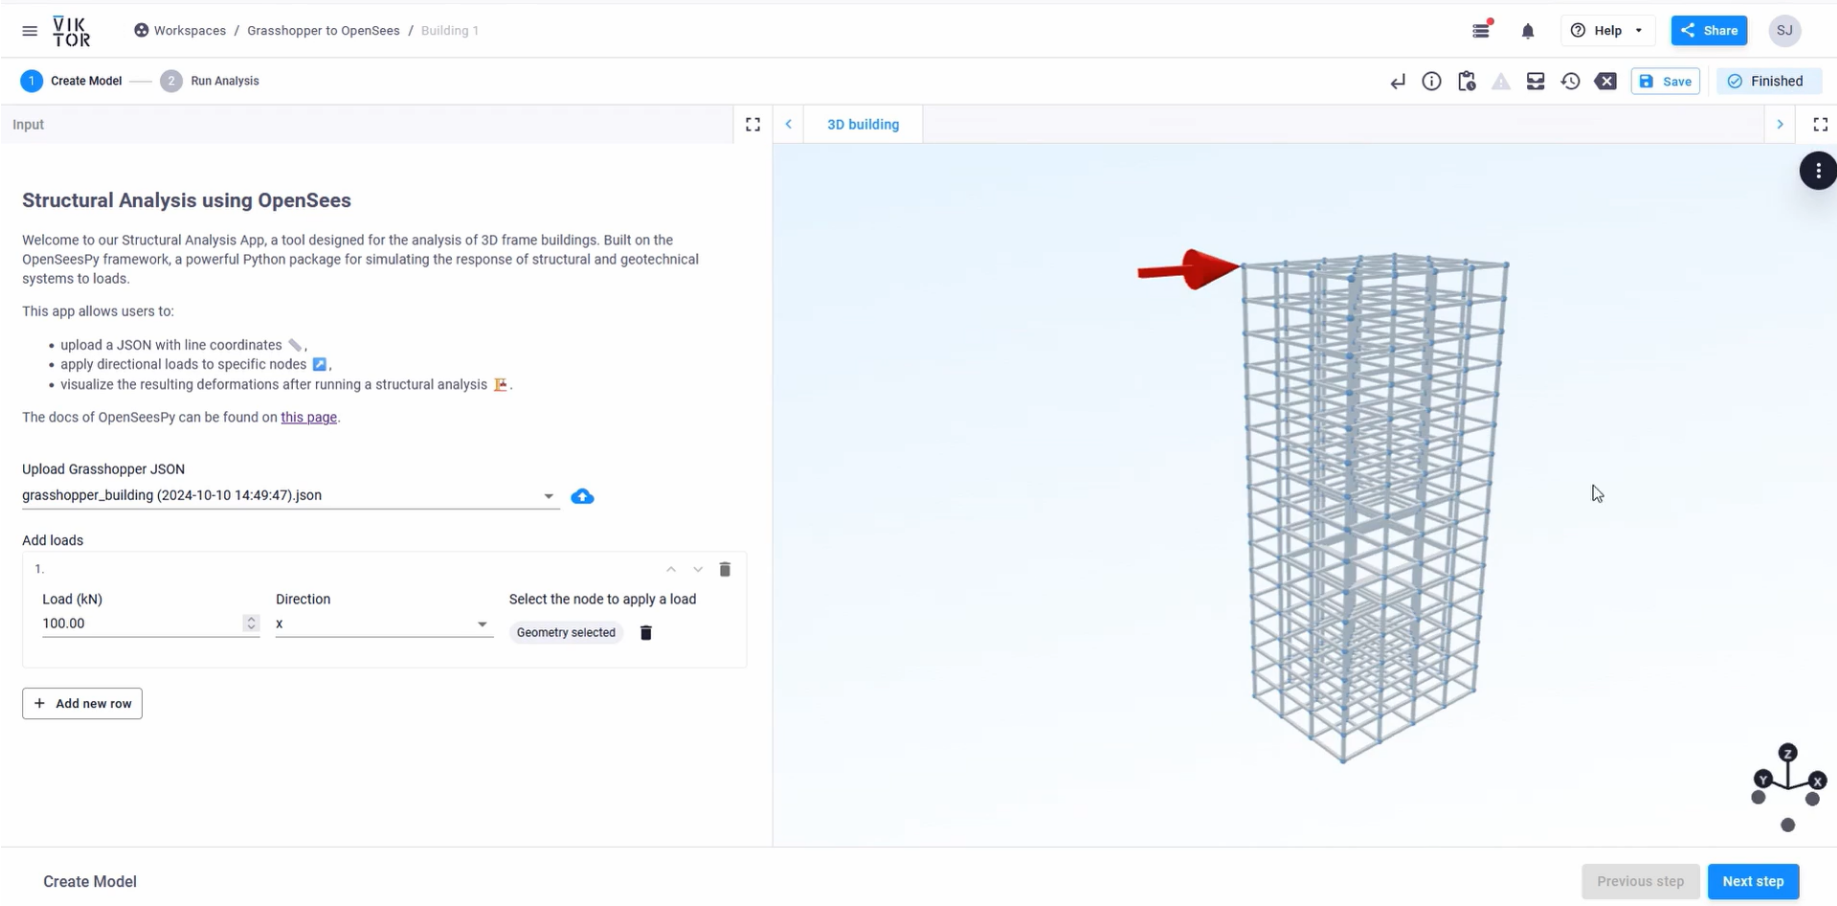 VIK
TOR
Workspaces / Grasshopper to OpenSees / Building 1
Help
Share
SJ
1 Create Model
2 Run Analysis
Save
Finished
Input
3D building
Structural Analysis using OpenSees
Welcome to our Structural Analysis App, a tool designed for the analysis of 3D frame buildings. Built on the
OpenSeesPy framework, a powerful Python package for simulating the response of structural and geotechnical
systems to loads.
This app allows users to:
• upload a JSON with line coordinates 📏,
• apply directional loads to specific nodes ↗️,
• visualize the resulting deformations after running a structural analysis 🏗️.
The docs of OpenSeesPy can be found on this page.
Upload Grasshopper JSON
grasshopper_building (2024-10-10 14:49:47).json
Add loads
1.
Load (kN)
Direction
Select the node to apply a load
100.00
x
Geometry selected
+ Add new row
Z
Y
X
Create Model
Previous step
Next step